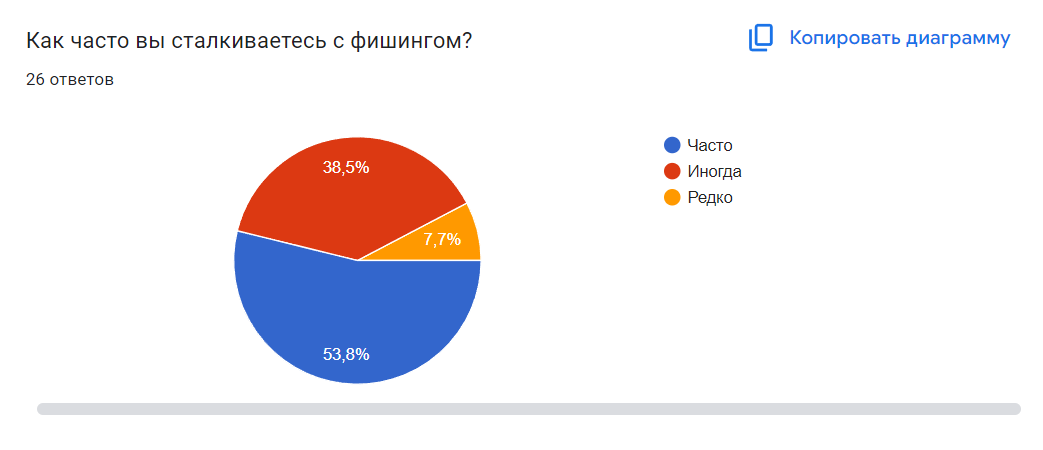 Как часто вы сталкиваетесь с фишингом?
Копировать диаграмму
26 ответов
38,5%
7,7%
53,8%
Часто
Иногда
Редко